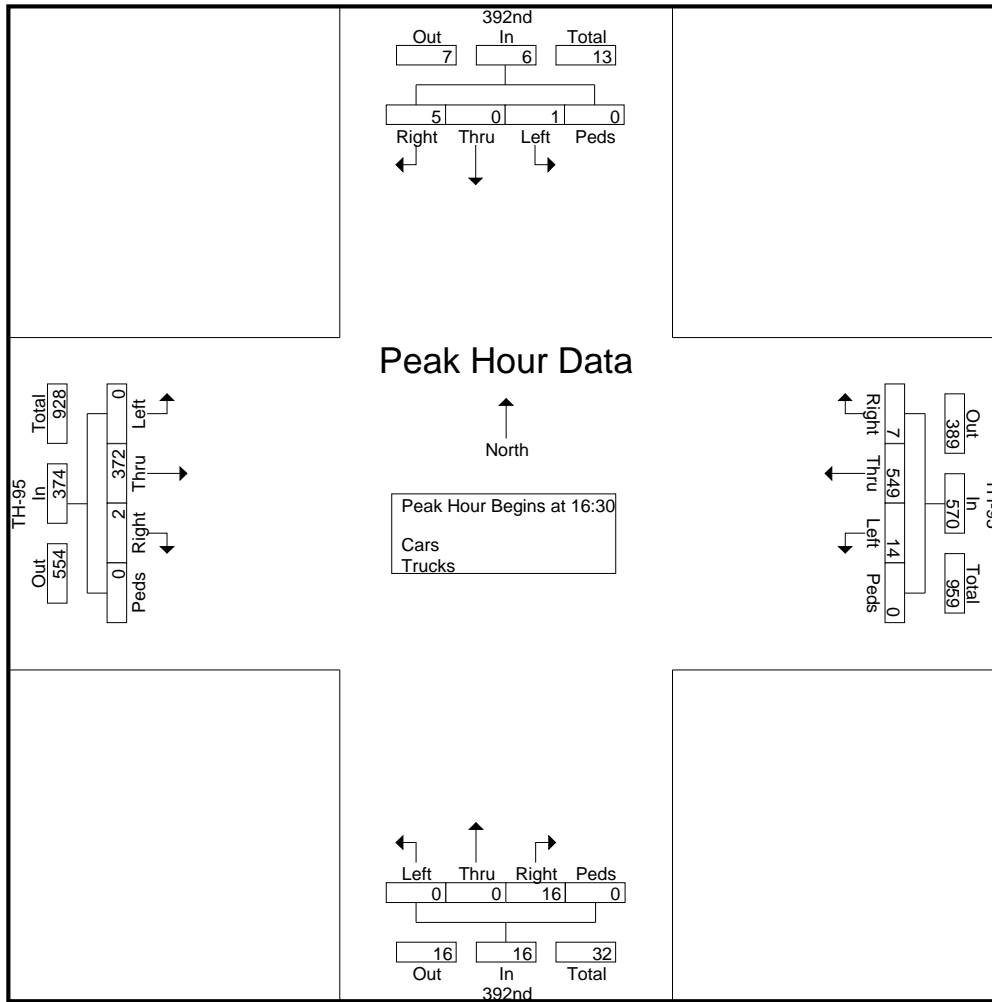 392nd
Out In Total
7 6 13
5 0 1 0
Right Thru Left Peds
Peak Hour Data
North
Peak Hour Begins at 16:30
Cars
Trucks
TH-95
Total In Out
928 374 554
0 372 2 0
Left Thru Right Peds
Out In Total
389 570 959
7 549 14 0
Right Thru Left Peds
Left Thru Right Peds
0 0 16 0
16 16 32
Out In Total
392nd